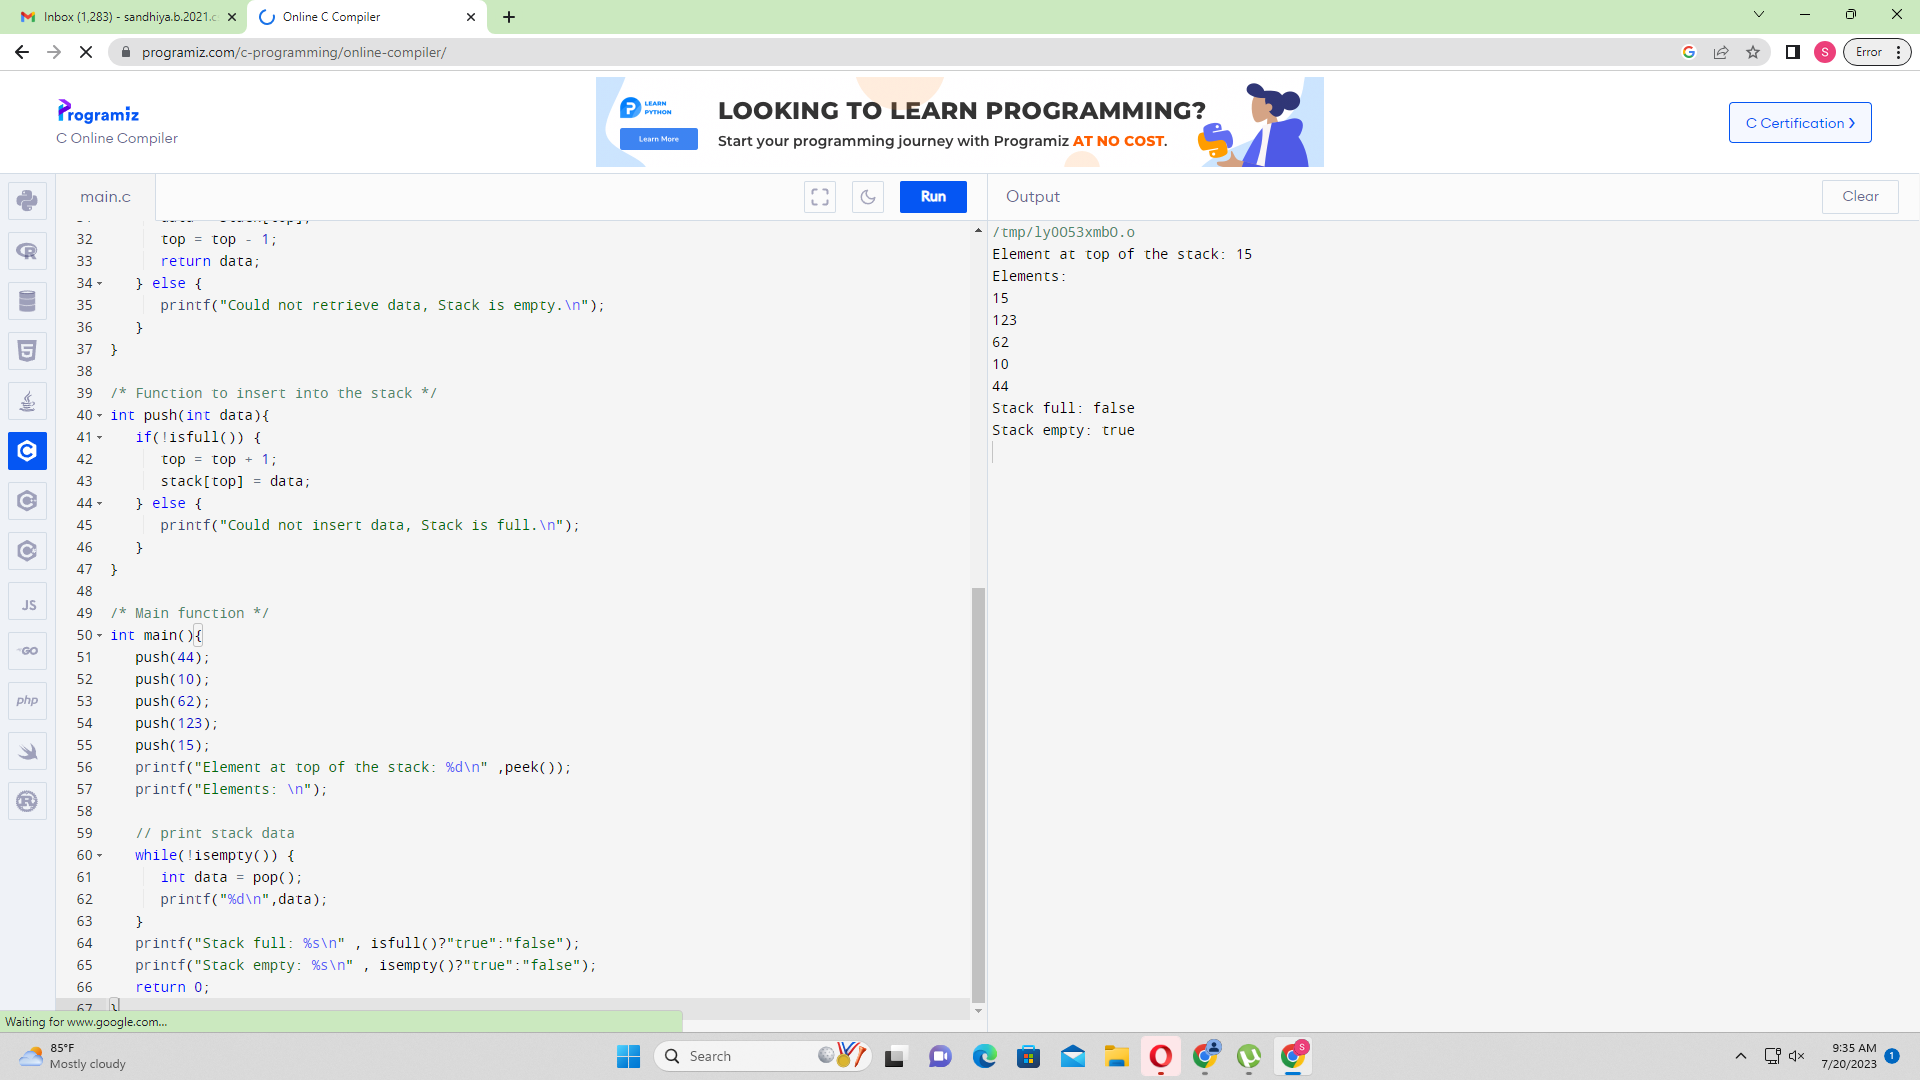 Inbox (1,283) - sandhiya.b.2021.c
Online C Compiler
programiz.com/c-programming/online-compiler/
S
Error
Programiz
C Online Compiler
LEARN
PYTHON
Learn More
LOOKING TO LEARN PROGRAMMING?
Start your programming journey with Programiz AT NO COST.
C Certification >
main.c
Run
Output
Clear
32 top = top - 1;
33 return data;
34 } else {
35 printf("Could not retrieve data, Stack is empty.\n");
36 }
37 }
38
39 /* Function to insert into the stack */
40 int push(int data){
41 if(!isfull()) {
42 top = top + 1;
43 stack[top] = data;
44 } else {
45 printf("Could not insert data, Stack is full.\n");
46 }
47 }
48
49 /* Main function */
50 int main(){
51 push(44);
52 push(10);
53 push(62);
54 push(123);
55 push(15);
56 printf("Element at top of the stack: %d\n" ,peek());
57 printf("Elements: \n");
58
59 // print stack data
60 while(!isempty()) {
61 int data = pop();
62 printf("%d\n",data);
63 }
64 printf("Stack full: %s\n" , isfull()?"true":"false");
65 printf("Stack empty: %s\n" , isempty()?"true":"false");
66 return 0;
67 }
/tmp/lyOO53xmbO.o
Element at top of the stack: 15
Elements:
15
123
62
10
44
Stack full: false
Stack empty: true
JS
GO
php
Waiting for www.google.com...
85°F
Mostly cloudy
Search
S
9:35 AM
7/20/2023
1